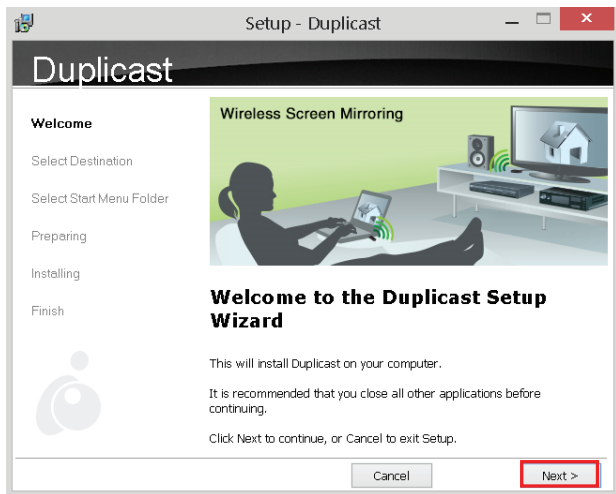 Setup - Duplicast
Duplicast
Welcome
Select Destination
Select Start Menu Folder
Preparing
Installing
Finish
Wireless Screen Mirroring
Welcome to the Duplicast Setup
Wizard
This will install Duplicast on your computer.
It is recommended that you close all other applications before
continuing.
Click Next to continue, or Cancel to exit Setup.
Cancel
Next >